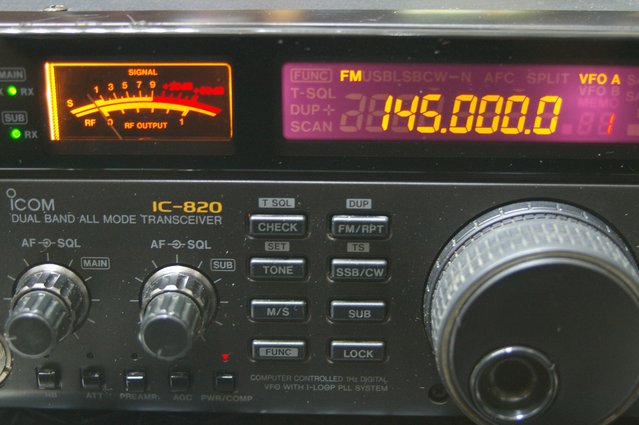 MAIN
RX
SUB
RX
SIGNAL
1 3 5 7 9 +20dB +60dB
S
RF 0 1
RF OUTPUT
FUNC FM USB LSB CW-N AFC SPLIT VFO A
T-SQL VFO B
DUP+ MEMO
SCAN 145.000.0 1
ICOM
DUAL BAND ALL MODE TRANSCEIVER
IC-820
AF SQL
MAIN
AF SQL
SUB
T SQL DUP
CHECK FM/RPT
SET TS
TONE SSB/CW
M/S SUB
FUNC LOCK
NB ATT PREAMP AGC PWR/COMP
COMPUTER CONTROLLED 1Hz DIGITAL
VFO WITH I-LOOP PLL SYSTEM